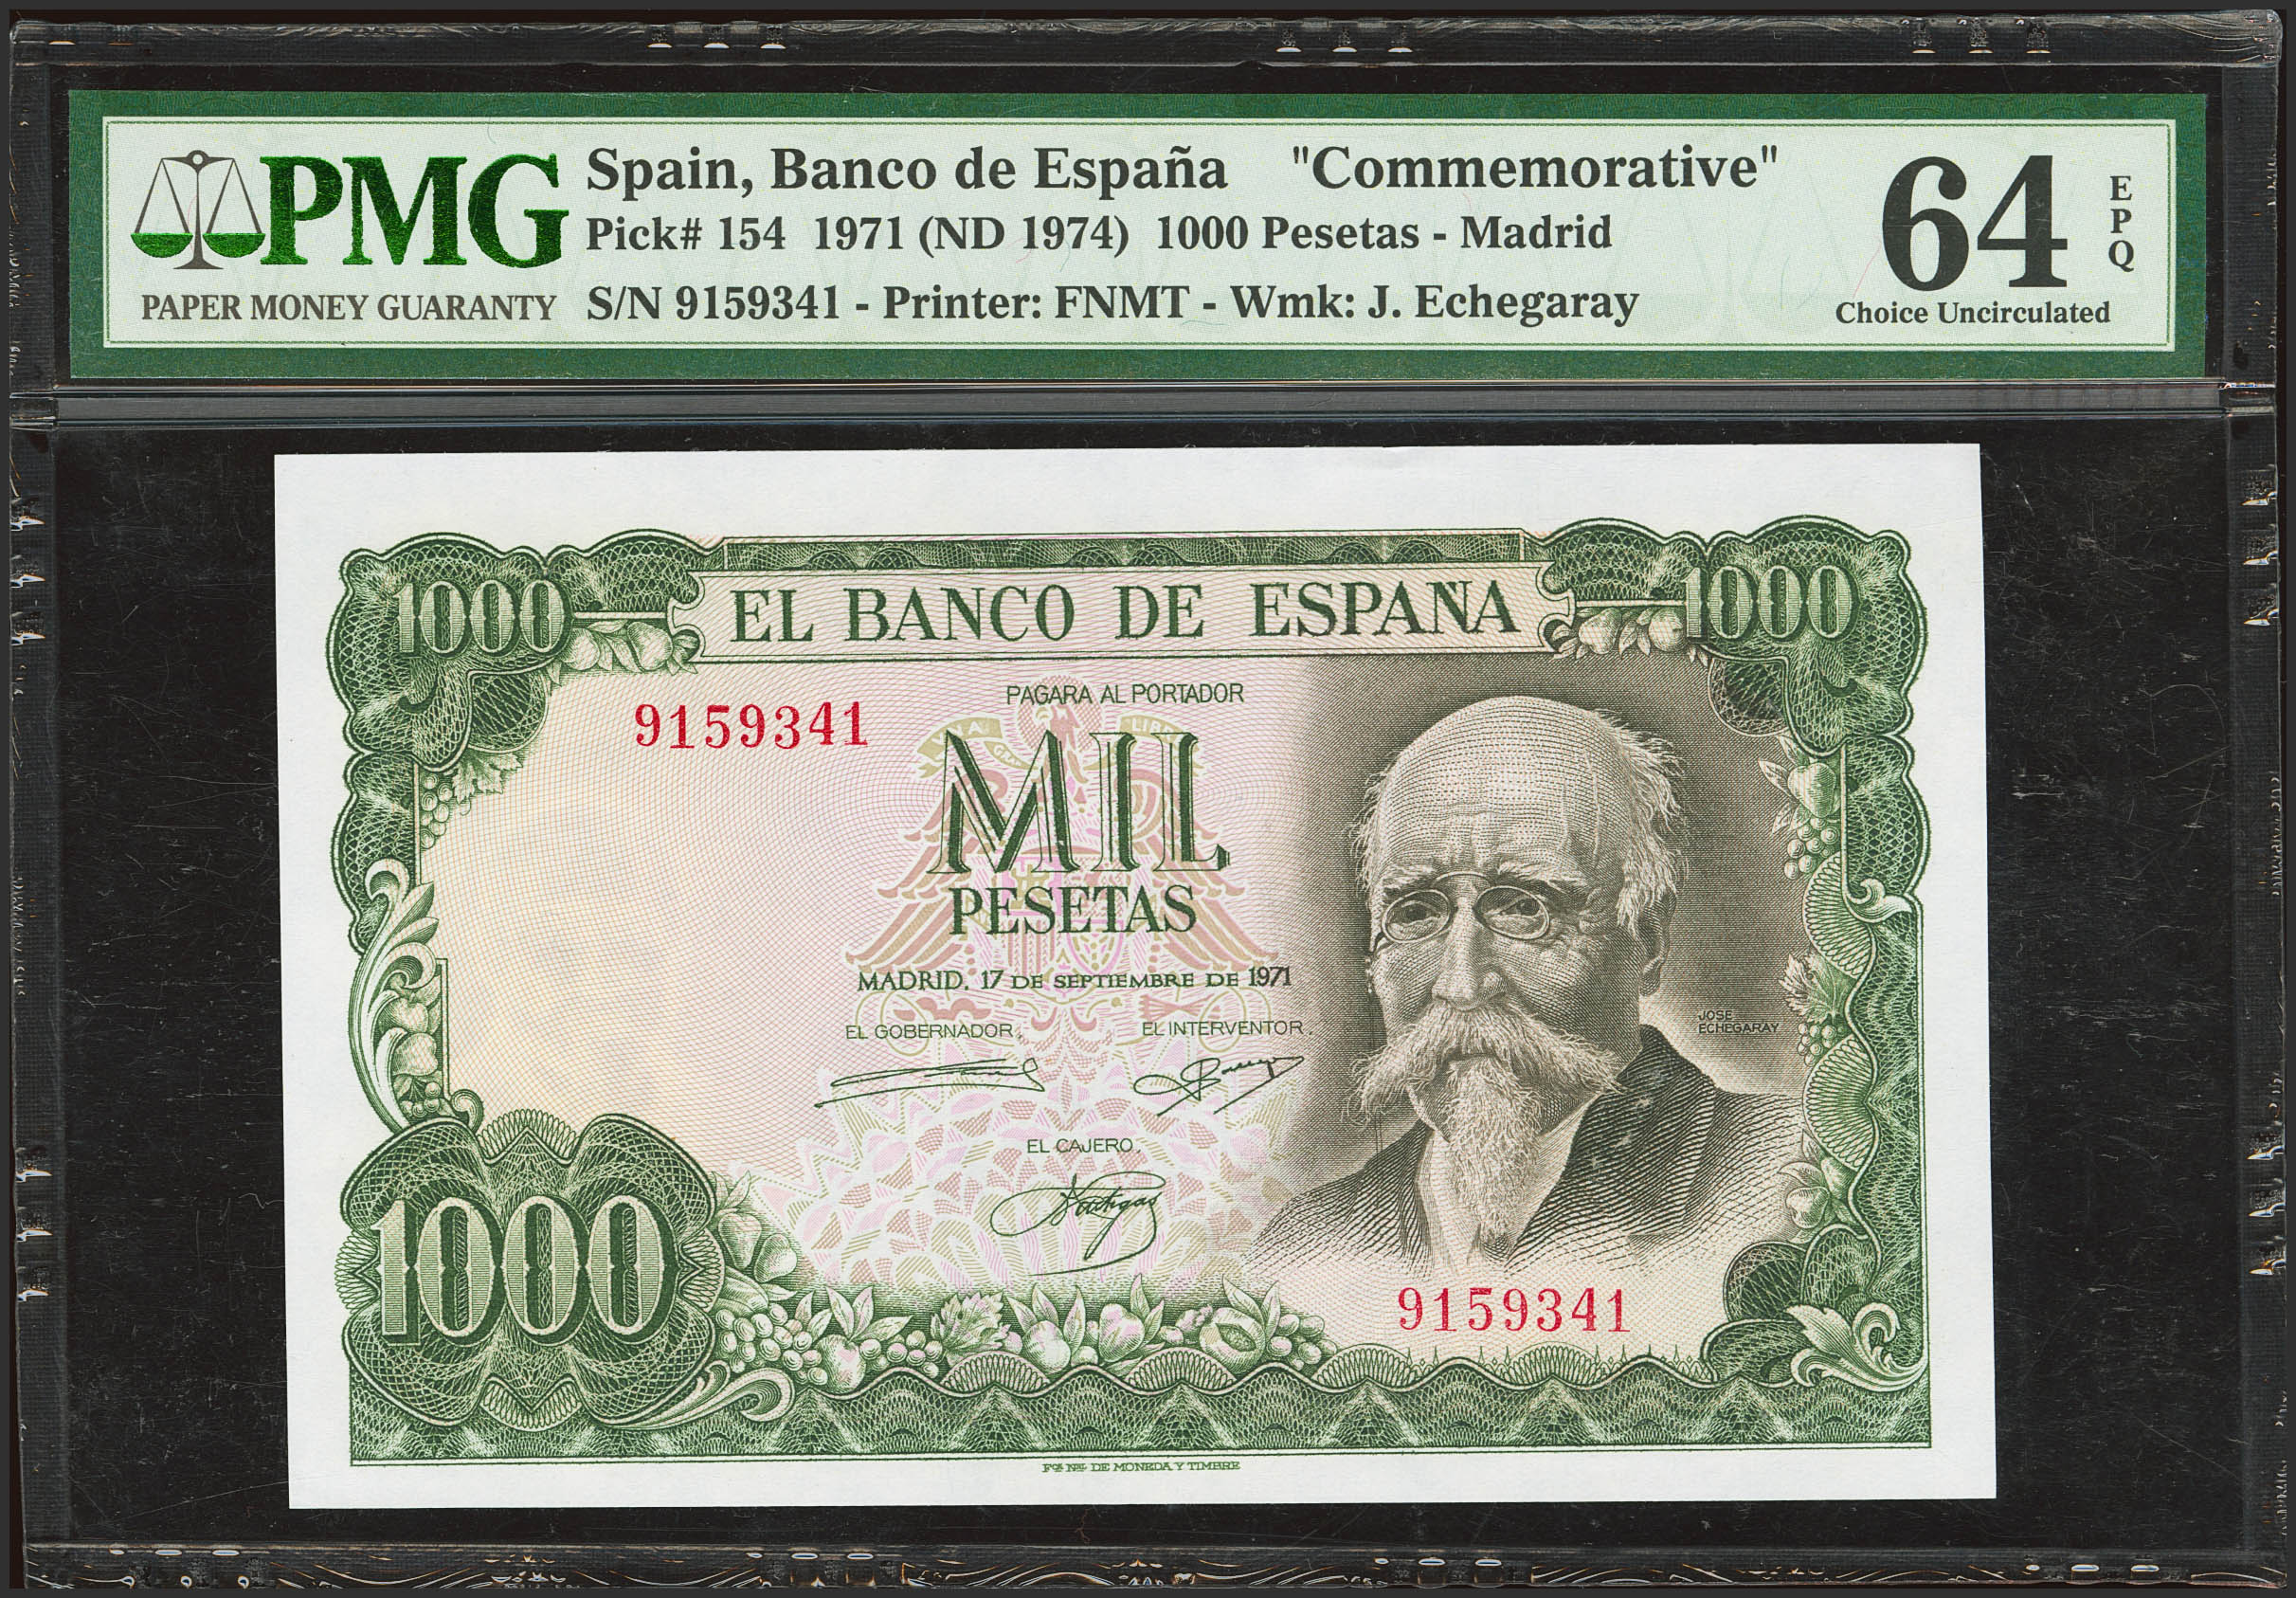 PMG
PAPER MONEY GUARANTY
Spain, Banco de España "Commemorative"
Pick# 154 1971 (ND 1974) 1000 Pesetas - Madrid
S/N 9159341 - Printer: FNMT - Wmk: J. Echegaray
64
EPQ
Choice Uncirculated
1000
EL BANCO DE ESPAÑA
1000
PAGARA AL PORTADOR
9159341
MIL
PESETAS
MADRID, 17 DE SEPTIEMBRE DE 1971
EL GOBERNADOR,
EL INTERVENTOR.
JOSE
ECHEGARAY
EL CAJERO.
1000
9159341
FCA NAL DE MONEDA Y TIMBRE